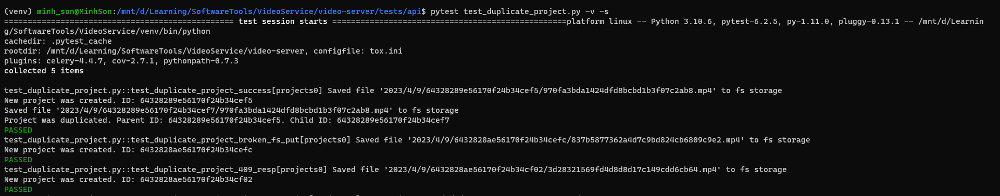 (venv) minh_son@MinhSon:/mnt/d/Learning/SoftwareTools/VideoService/video-server/tests/api$ pytest test_duplicate_project.py -v -s
================================================= test session starts ==================================================platform linux -- Python 3.10.6, pytest-6.2.5, py-1.11.0, pluggy-0.13.1 -- /mnt/d/Learnin
g/SoftwareTools/VideoService/venv/bin/python
cachedir: .pytest_cache
rootdir: /mnt/d/Learning/SoftwareTools/VideoService/video-server, configfile: tox.ini
plugins: celery-4.4.7, cov-2.7.1, pythonpath-0.7.3
collected 5 items
test_duplicate_project.py::test_duplicate_project_success[projects0] Saved file '2023/4/9/64328289e56170f24b34cef5/970fa3bda1424dfd8bcbd1b3f07c2ab8.mp4' to fs storage
New project was created. ID: 64328289e56170f24b34cef5
Saved file '2023/4/9/64328289e56170f24b34cef7/970fa3bda1424dfd8bcbd1b3f07c2ab8.mp4' to fs storage
Project was duplicated. Parent ID: 64328289e56170f24b34cef5. Child ID: 64328289e56170f24b34cef7
PASSED
test_duplicate_project.py::test_duplicate_project_broken_fs_put[projects0] Saved file '2023/4/9/6432828ae56170f24b34cefc/837b5877362a4d7c9bd824cb6809c9e2.mp4' to fs storage
New project was created. ID: 6432828ae56170f24b34cefc
PASSED
test_duplicate_project.py::test_duplicate_project_409_resp[projects0] Saved file '2023/4/9/6432828ae56170f24b34cf02/3d28321569fd4d8d8d17c149cdd6cb64.mp4' to fs storage
New project was created. ID: 6432828ae56170f24b34cf02
PASSED